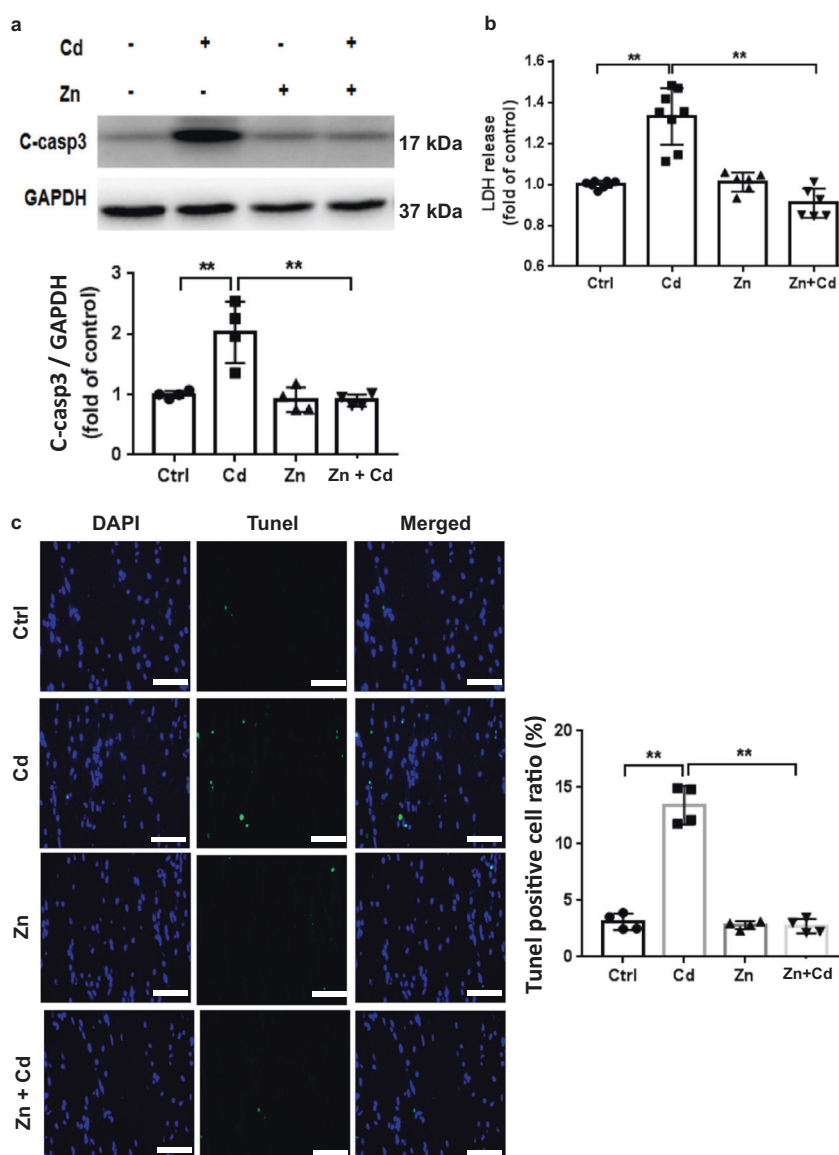 a
Cd - + - +
Zn - - + +
C-casp3 17 kDa
GAPDH 37 kDa
C-casp3 / GAPDH
(fold of control)
3
2
1
0
** **
Ctrl Cd Zn Zn + Cd
b
LDH release
(fold of control)
1.6
1.4
1.2
1.0
0.8
0.6
** **
Ctrl Cd Zn Zn+Cd
c
DAPI Tunel Merged
Ctrl
Cd
Zn
Zn + Cd
Tunel positive cell ratio (%)
20
15
10
5
0
** **
Ctrl Cd Zn Zn+Cd